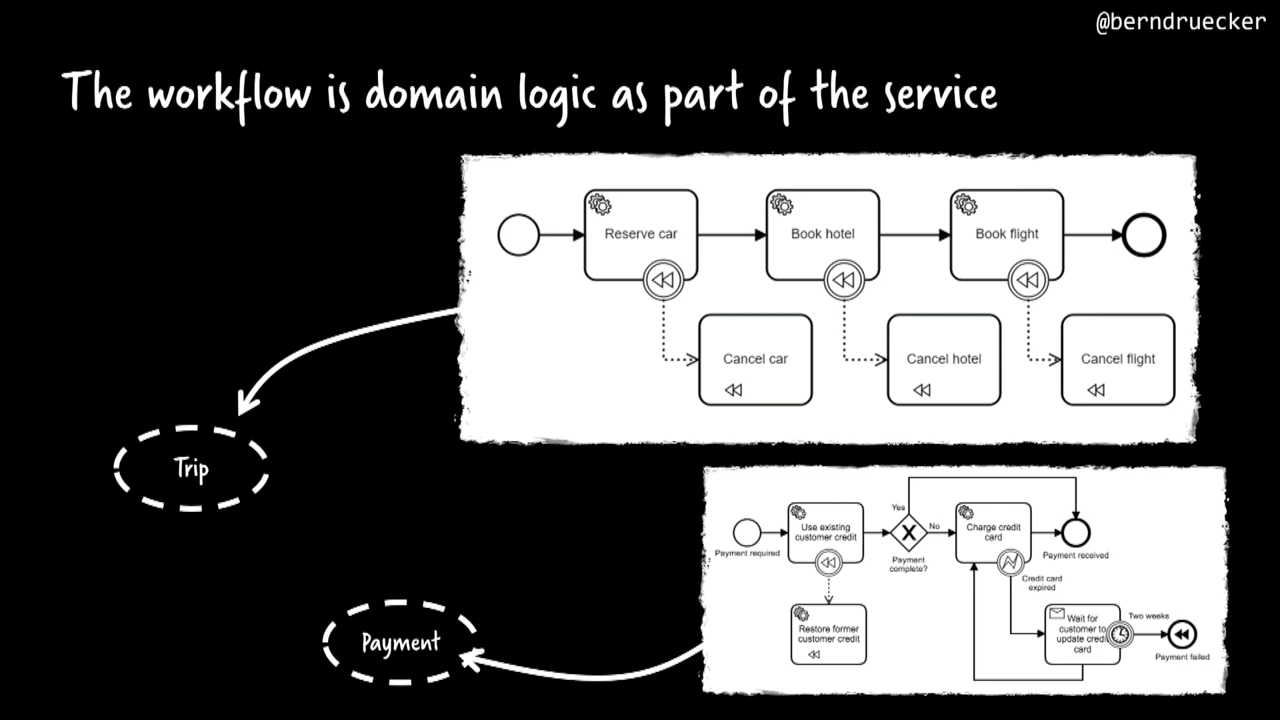 @berndruecker
The workflow is domain logic as part of the service
Reserve car
Book hotel
Book flight
Cancel car
Cancel hotel
Cancel flight
Trip
Payment required
Use existing
customer credit
Yes
No
Payment
complete?
Charge credit
card
Payment received
Credit card
expired
Restore former
customer credit
Wait for
customer to
update credit
card
Two weeks
Payment failed
Payment